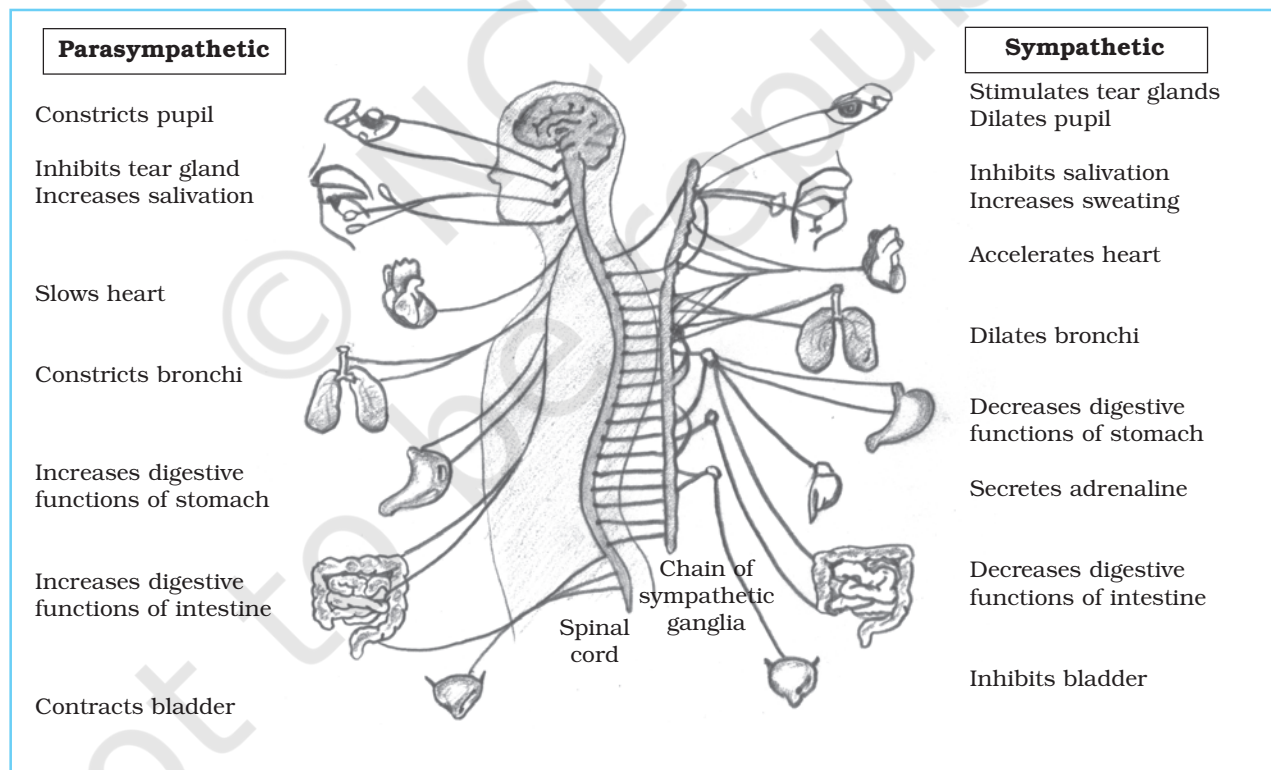 Parasympathetic
Constricts pupil
Inhibits tear gland
Increases salivation
Slows heart
Constricts bronchi
Increases digestive
functions of stomach
Increases digestive
functions of intestine
Contracts bladder
Spinal
cord
Chain of
sympathetic
ganglia
Sympathetic
Stimulates tear glands
Dilates pupil
Inhibits salivation
Increases sweating
Accelerates heart
Dilates bronchi
Decreases digestive
functions of stomach
Secretes adrenaline
Decreases digestive
functions of intestine
Inhibits bladder